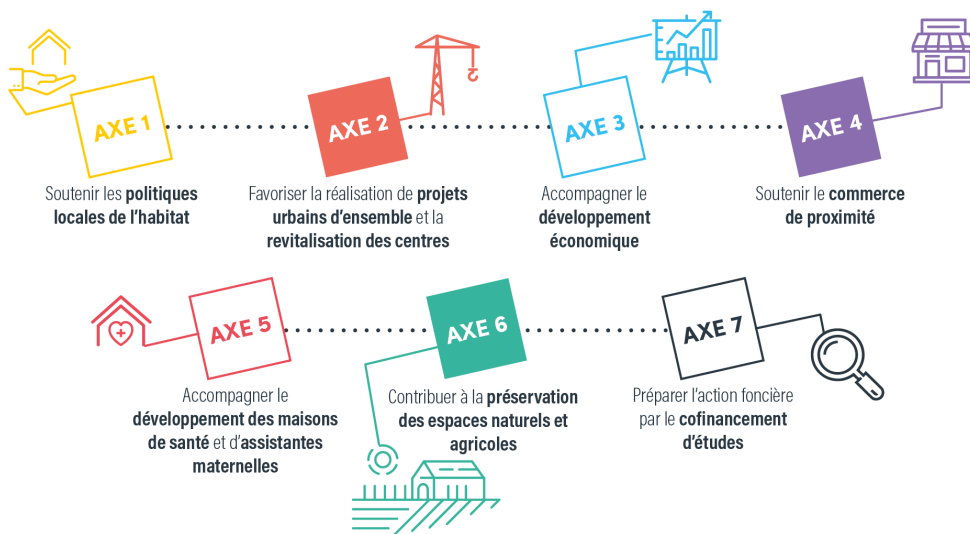 AXE 1
Soutenir les politiques
locales de l'habitat
AXE 2
Favoriser la réalisation de projets
urbains d'ensemble et la
revitalisation des centres
AXE 3
Accompagner le
développement
économique
AXE 4
Soutenir le commerce
de proximité
AXE 5
Accompagner le
développement des maisons
de santé et d'assistantes
maternelles
AXE 6
Contribuer à la préservation
des espaces naturels et
agricoles
AXE 7
Préparer l'action foncière
par le cofinancement
d'études